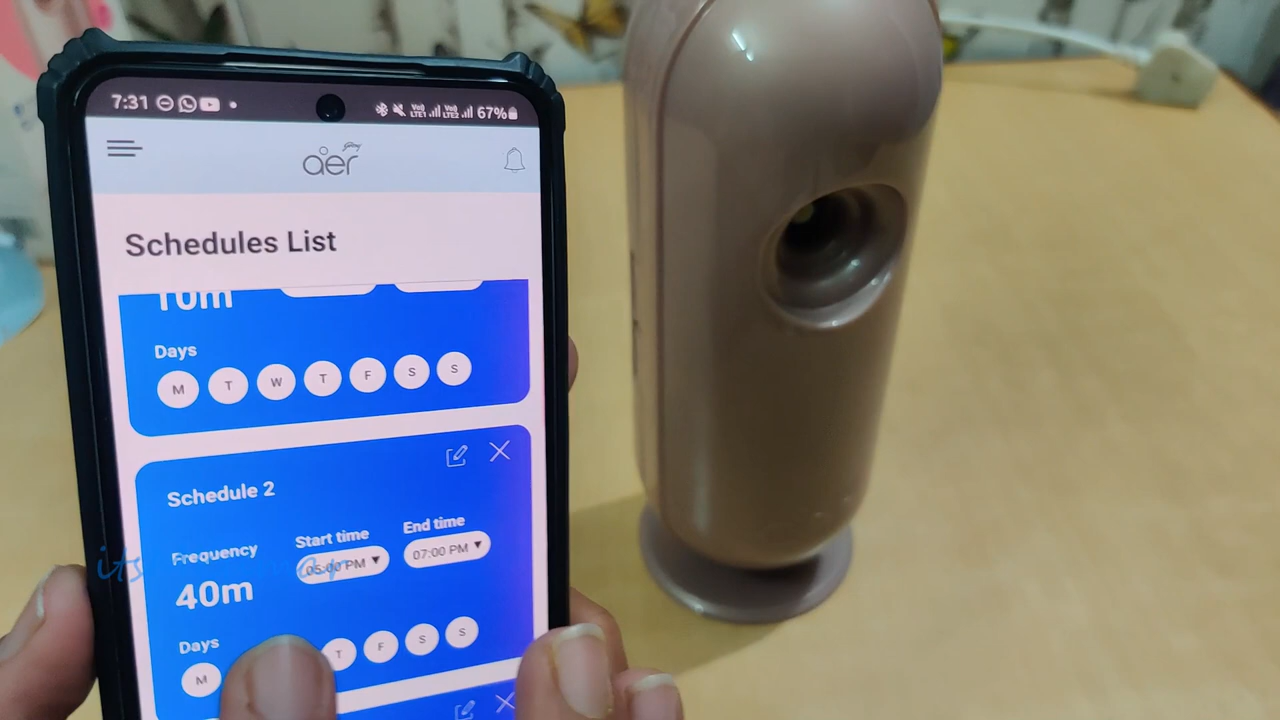 7:31 67%
aer
Schedules List
10m
Days
M T W T F S S
Schedule 2
Frequency Start time End time
40m 05:00 PM 07:00 PM
Days
M T F S S
its